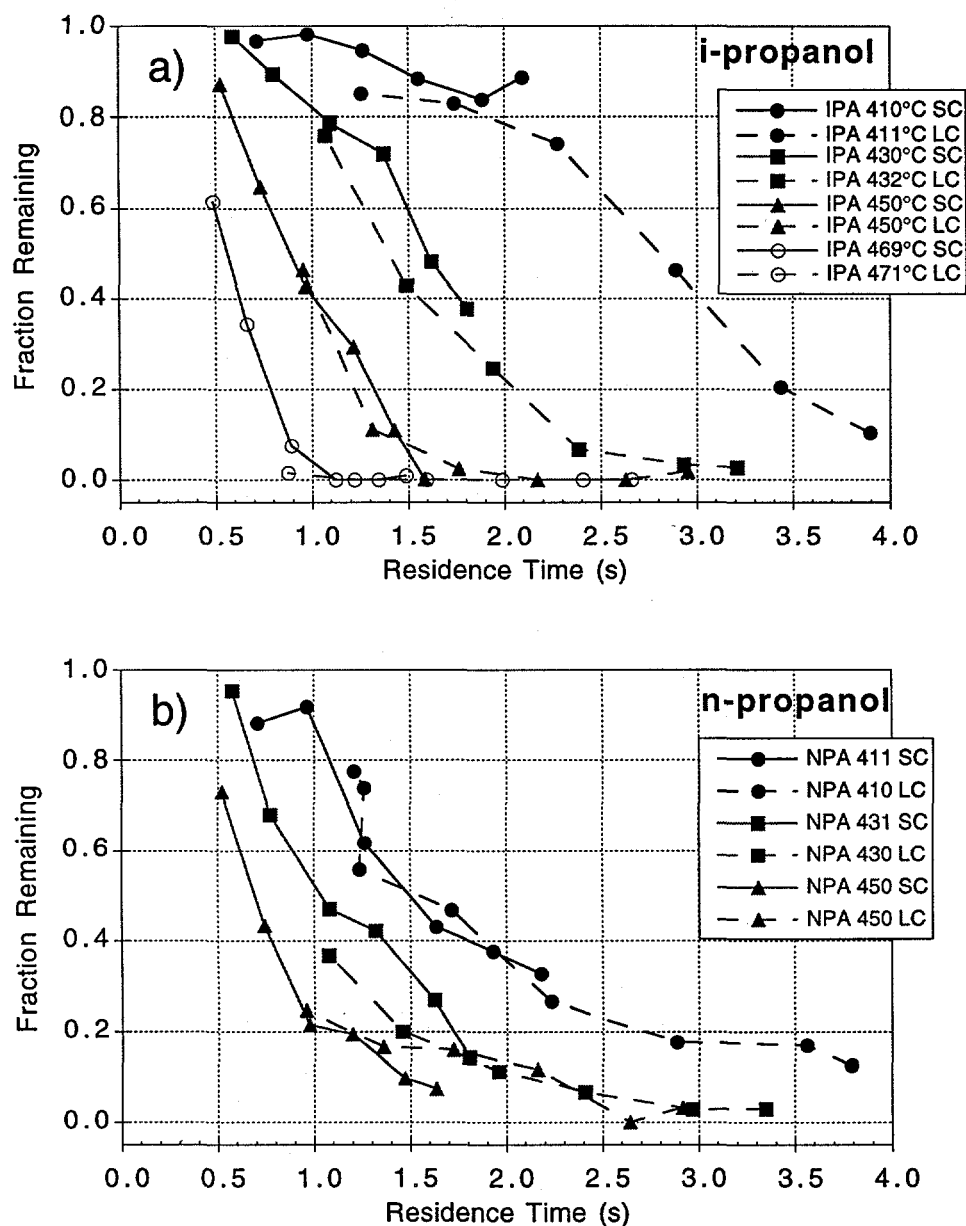 a)
i-propanol
1.0
0.8
0.6
0.4
0.2
0.0
Fraction Remaining
IPA 410°C SC
IPA 411°C LC
IPA 430°C SC
IPA 432°C LC
IPA 450°C SC
IPA 450°C LC
IPA 469°C SC
IPA 471°C LC
0.0 0.5 1.0 1.5 2.0 2.5 3.0 3.5 4.0
Residence Time (s)
b)
n-propanol
1.0
0.8
0.6
0.4
0.2
0.0
Fraction Remaining
NPA 411 SC
NPA 410 LC
NPA 431 SC
NPA 430 LC
NPA 450 SC
NPA 450 LC
0.0 0.5 1.0 1.5 2.0 2.5 3.0 3.5 4.0
Residence Time (s)